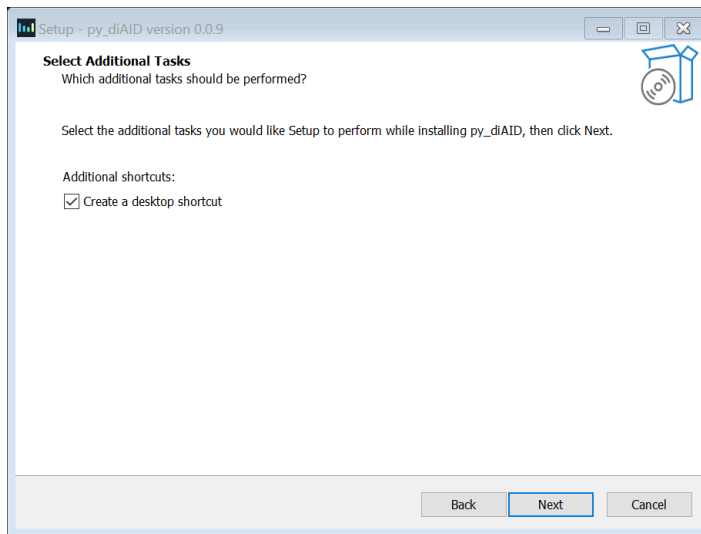 Setup - py_diAID version 0.0.9
Select Additional Tasks
Which additional tasks should be performed?
Select the additional tasks you would like Setup to perform while installing py_diAID, then click Next.
Additional shortcuts:
Create a desktop shortcut
Back Next Cancel